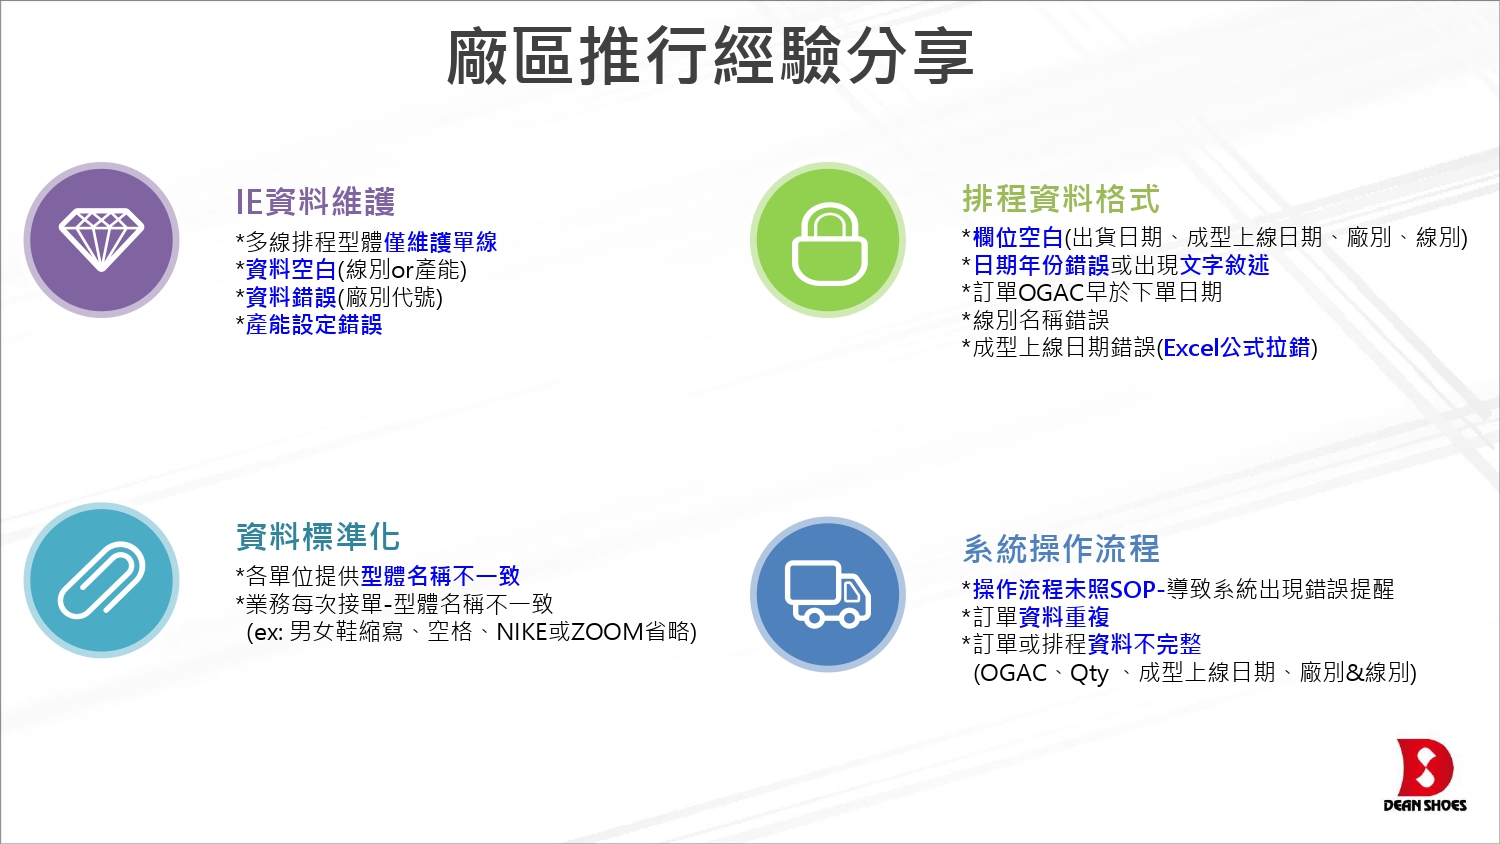 廠區推行經驗分享
IE資料維護
*多線排程型體僅維護單線
*資料空白(線別or產能)
*資料錯誤(廠別代號)
*產能設定錯誤
排程資料格式
*欄位空白(出貨日期、成型上線日期、廠別、線別)
*日期年份錯誤或出現文字敘述
*訂單OGAC早於下單日期
*線別名稱錯誤
*成型上線日期錯誤(Excel公式拉錯)
資料標準化
*各單位提供型體名稱不一致
*業務每次接單-型體名稱不一致
(ex: 男女鞋縮寫、空格、NIKE或ZOOM省略)
系統操作流程
*操作流程未照SOP-導致系統出現錯誤提醒
*訂單資料重複
*訂單或排程資料不完整
(OGAC、Qty 、成型上線日期、廠別&線別)
DEAN SHOES